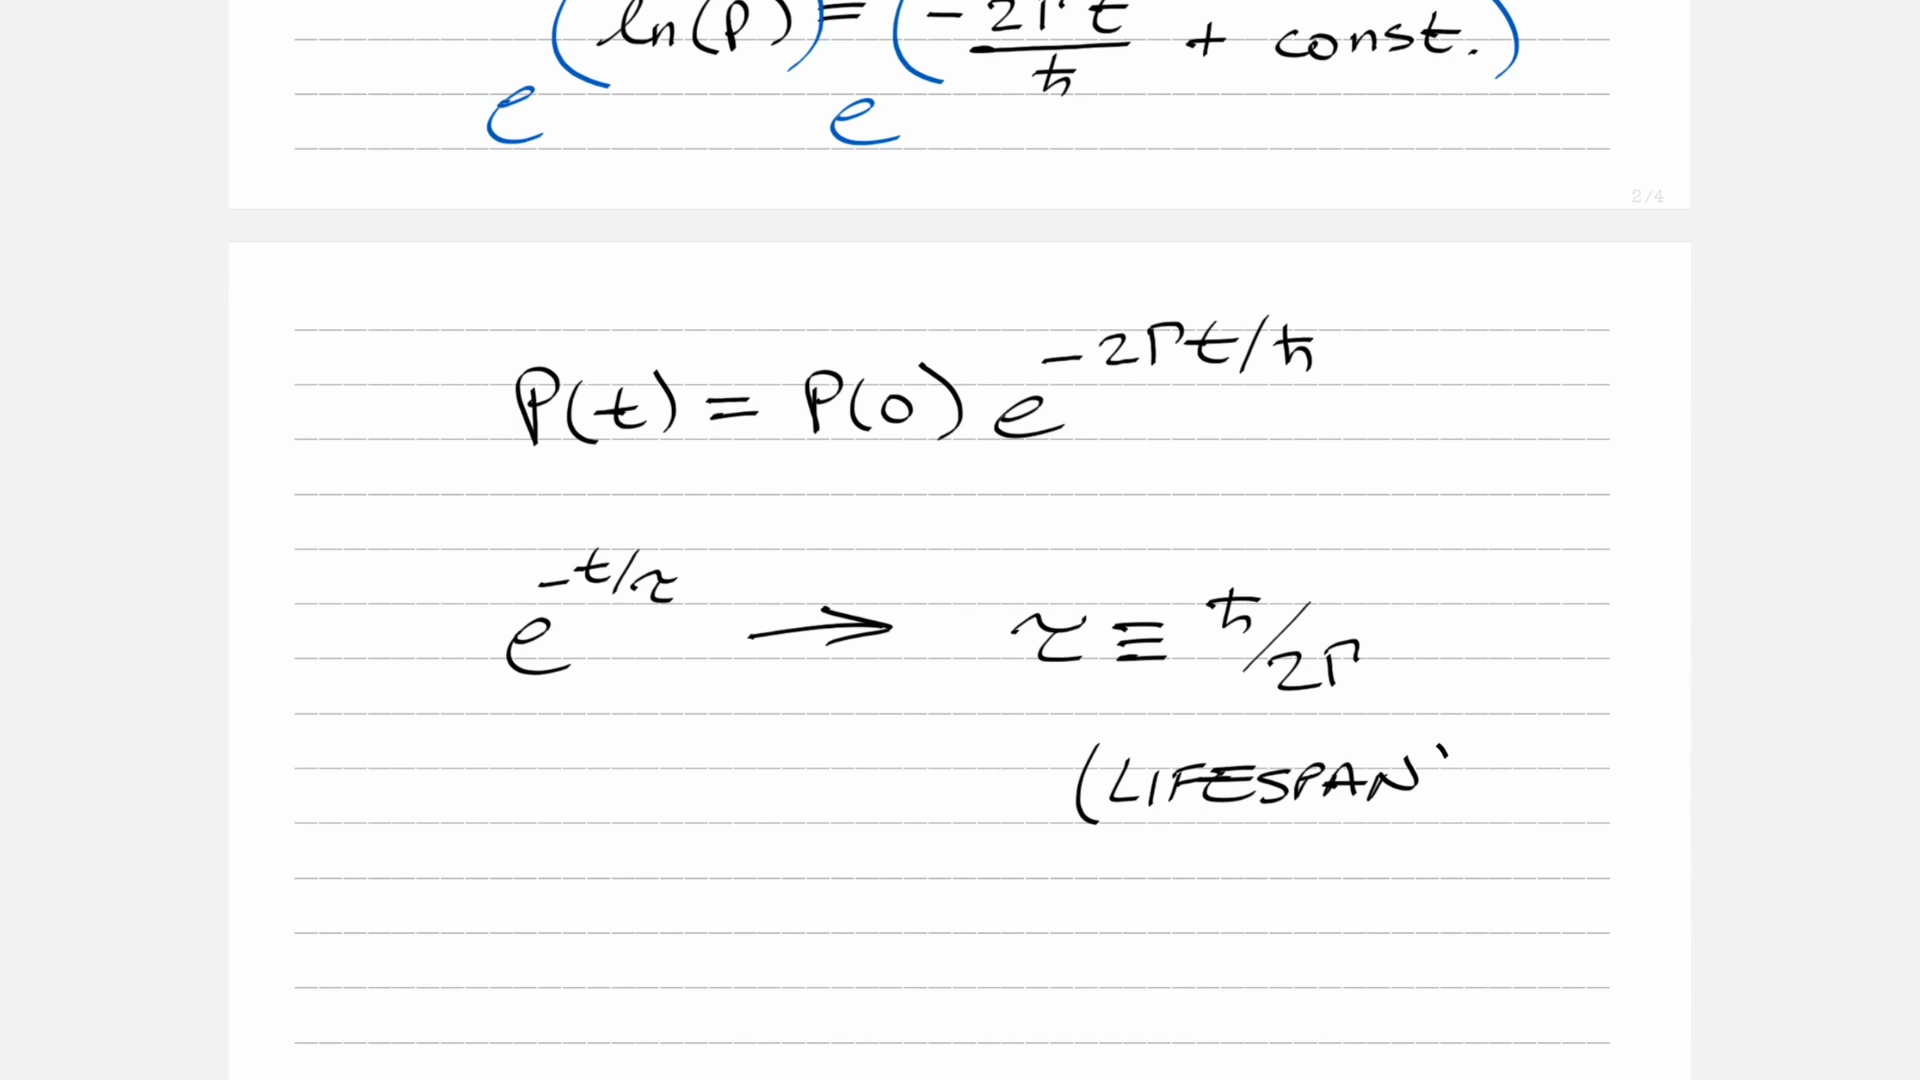 e^(ln(P)) = e^(-2Γt/ħ + const.)
2/4
P(t) = P(0) e^-2Γt/ħ
e^-t/τ → τ ≡ ħ/2Γ
(LIFESPAN